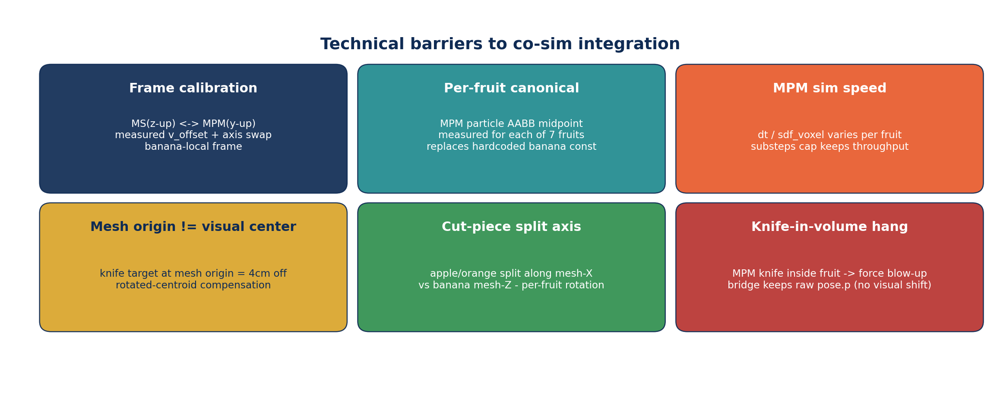 Technical barriers to co-sim integration
Frame calibration
MS(z-up) <-> MPM(y-up)
measured v_offset + axis swap
banana-local frame
Per-fruit canonical
MPM particle AABB midpoint
measured for each of 7 fruits
replaces hardcoded banana const
MPM sim speed
dt / sdf_voxel varies per fruit
substeps cap keeps throughput
Mesh origin != visual center
knife target at mesh origin = 4cm off
rotated-centroid compensation
Cut-piece split axis
apple/orange split along mesh-X
vs banana mesh-Z - per-fruit rotation
Knife-in-volume hang
MPM knife inside fruit -> force blow-up
bridge keeps raw pose.p (no visual shift)